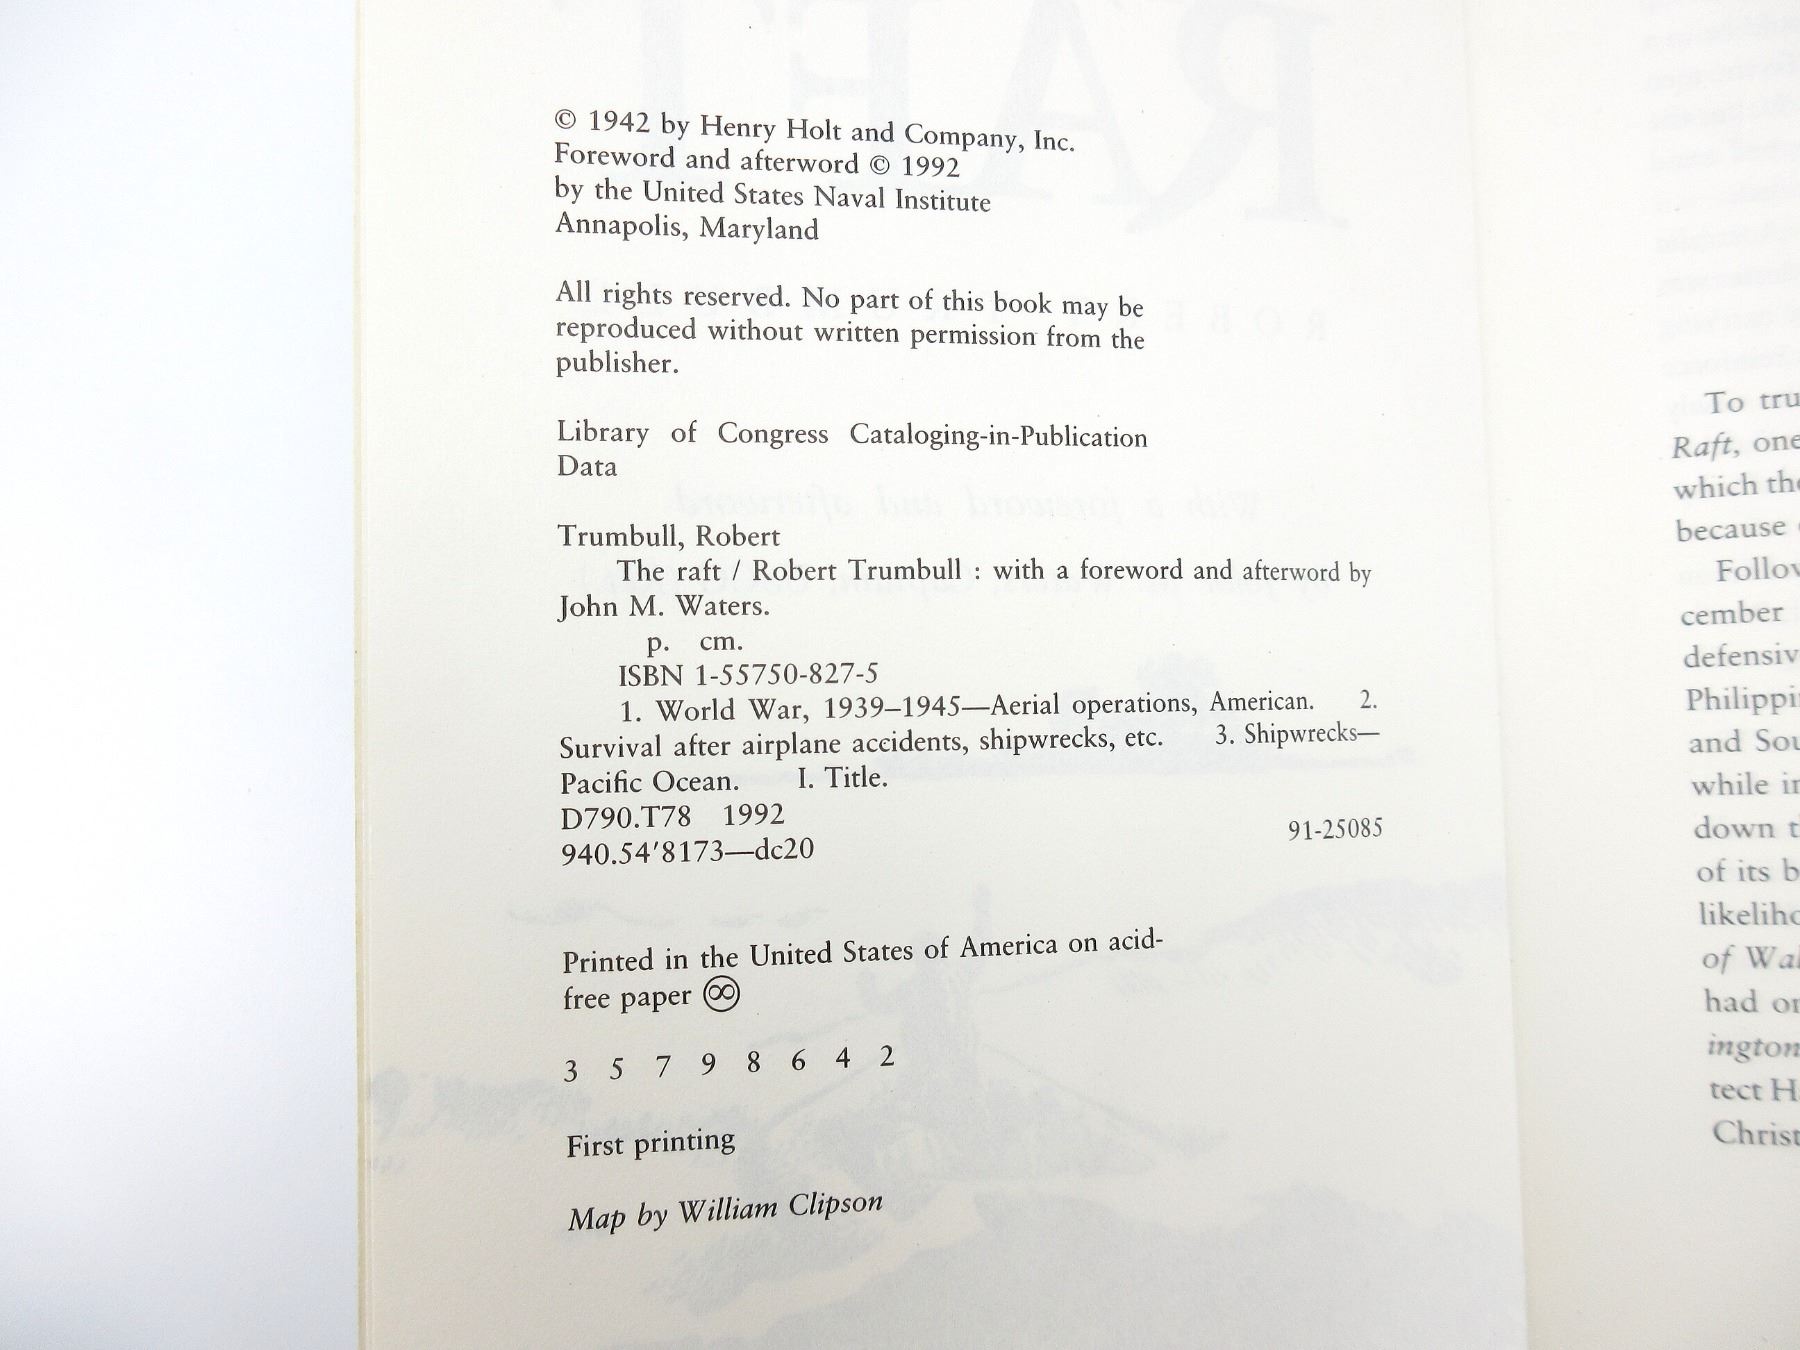 © 1942 by Henry Holt and Company, Inc.
Foreword and afterword © 1992
by the United States Naval Institute
Annapolis, Maryland
All rights reserved. No part of this book may be
reproduced without written permission from the
publisher.
Library of Congress Cataloging-in-Publication
Data
Trumbull, Robert
The raft / Robert Trumbull : with a foreword and afterword by
John M. Waters.
p. cm.
ISBN 1-55750-827-5
1. World War, 1939–1945—Aerial operations, American. 2.
Survival after airplane accidents, shipwrecks, etc. 3. Shipwrecks—
Pacific Ocean. I. Title.
D790.T78 1992
940.54′8173—dc20 91-25085
Printed in the United States of America on acid-
free paper ♾
3 5 7 9 8 6 4 2
First printing
Map by William Clipson
To tru
Raft, one
which the
because
Follow
cember
defensiv
Philippi
and Sou
while in
down t
of its b
likeliho
of Wal
had or
ington
tect H
Christ